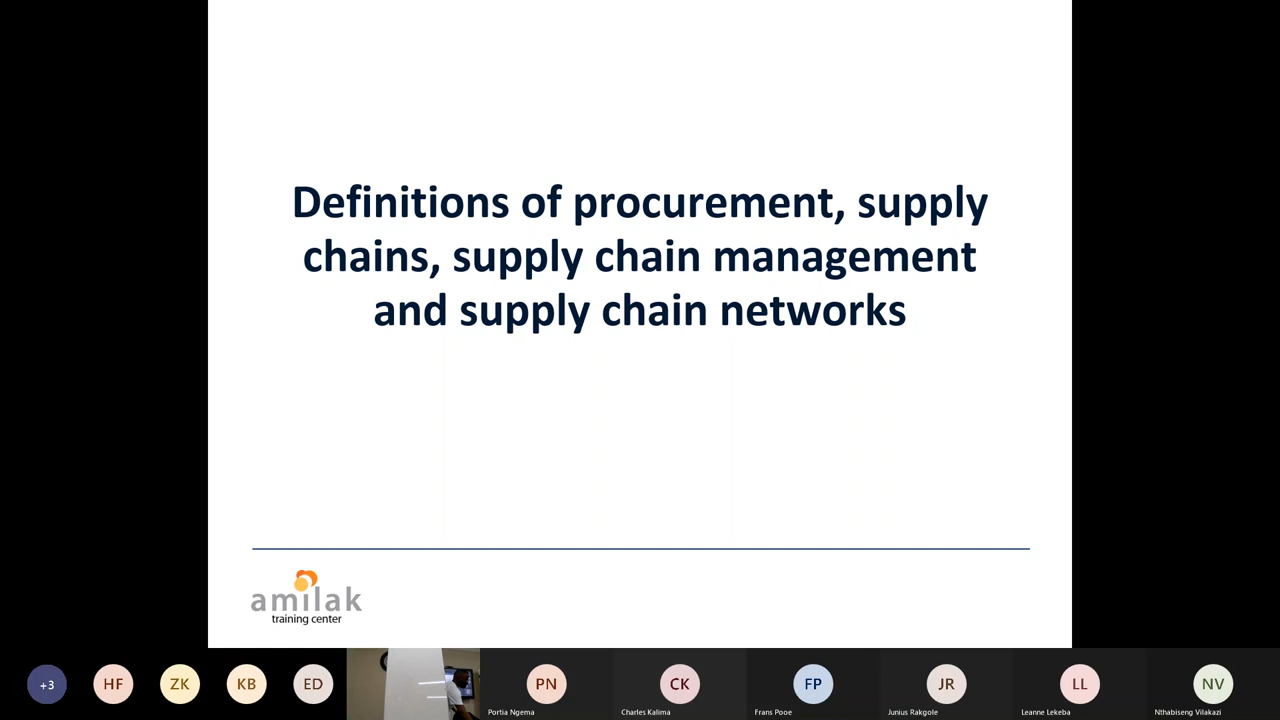 Definitions of procurement, supply
chains, supply chain management
and supply chain networks
amilak
training center
+3
HF
ZK
KB
ED
PN
Portia Ngema
CK
Charles Kalima
FP
Frans Pooe
JR
Junius Rakgole
LL
Leanne Lekeba
NV
Nthabiseng Vilakazi